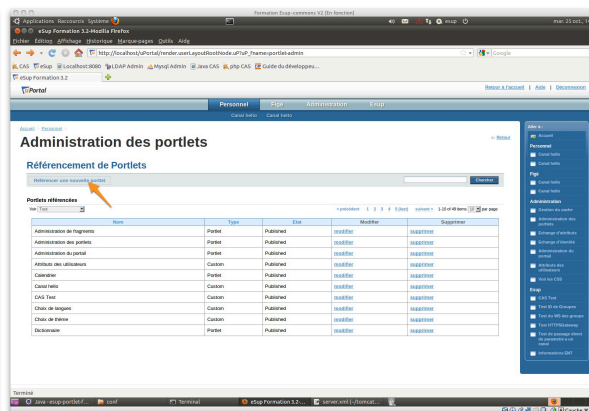 Formation Esup-commons V2 [En fonction]
Applications Raccourcis Système
esup
mar. 25 oct., 1
eSup Formation 3.2-Mozilla Firefox
Fichier Édition Affichage Historique Marque-pages Outils Aide
http://localhost/uPortal/render.userLayoutRootNode.uP?uP_fname=portlet-admin
Google
CAS eSup Localhost:8080 LDAP Admin Mysql Admin Java CAS php CAS Guide du développeu...
eSup Formation 3.2
Portal
Retour à l'accueil | Aide | Déconnexion
Personnel Fige Administration Esup
Canal hello Canal hello
Accueil > Personnel >
Administration des portlets
Retour
Référencement de Portlets
Référencer une nouvelle portlet
Chercher
Portlets référencées
Voir Tout
< précédent 1 2 3 4 5 (last) suivant > 1-10 of 49 items 10 par page
Nom Type Etat Modifier Supprimer
Administration de fragments Portlet Published modifier supprimer
Administration des portlets Portlet Published modifier supprimer
Administration du portail Portlet Published modifier supprimer
Attributs des utilisateurs Custom Published modifier supprimer
Calendrier Portlet Published modifier supprimer
Canal hello Custom Published modifier supprimer
CAS Test Custom Published modifier supprimer
Choix de langues Custom Published modifier supprimer
Choix de thème Custom Published modifier supprimer
Dictionnaire Portlet Published modifier supprimer
Aller à :
Accueil
Personnel
Canal hello
Canal hello
Fige
Canal hello
Canal hello
Administration
Gestion du cache
Administration des
portlets
Echange d'attributs
Echange d'identité
Administration du
portail
Attributs des
utilisateurs
Voir les CSS
Esup
CAS Test
Test ID de Groupes
Test du WS des groupes
Test HTTPSGateway
Test de passage direct
de paramètre a un
canal
Informations ENT
Terminé
Java - esup-portlet-f... conf Terminal eSup Formation 3.2-... server.xml (~/tomcat...
Gauche